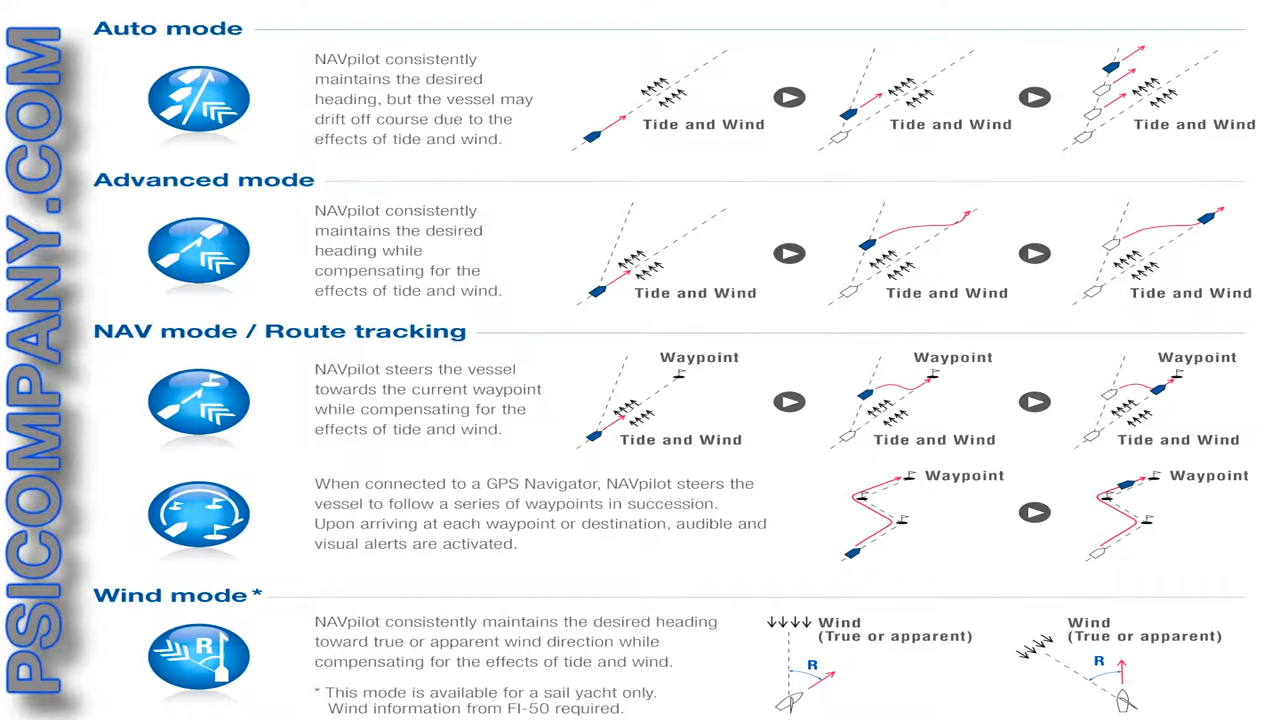 PSICOMPANY.COM
Auto mode
NAVpilot consistently
maintains the desired
heading, but the vessel may
drift off course due to the
effects of tide and wind.
Tide and Wind
Tide and Wind
Tide and Wind
Advanced mode
NAVpilot consistently
maintains the desired
heading while
compensating for the
effects of tide and wind.
Tide and Wind
Tide and Wind
Tide and Wind
NAV mode / Route tracking
NAVpilot steers the vessel
towards the current waypoint
while compensating for the
effects of tide and wind.
Waypoint
Tide and Wind
Waypoint
Tide and Wind
Waypoint
Tide and Wind
When connected to a GPS Navigator, NAVpilot steers the
vessel to follow a series of waypoints in succession.
Upon arriving at each waypoint or destination, audible and
visual alerts are activated.
Waypoint
Waypoint
Wind mode*
R
NAVpilot consistently maintains the desired heading
toward true or apparent wind direction while
compensating for the effects of tide and wind.
* This mode is available for a sail yacht only.
Wind information from FI-50 required.
Wind
(True or apparent)
R
Wind
(True or apparent)
R